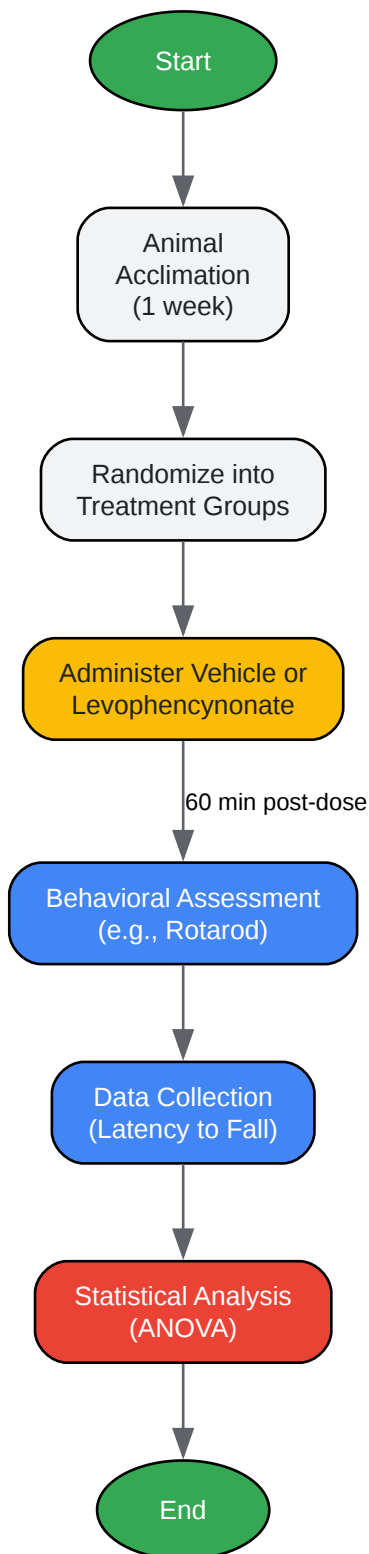 Start
Animal
Acclimation
(1 week)
Randomize into
Treatment Groups
Administer Vehicle or
Levophencynonate
60 min post-dose
Behavioral Assessment
(e.g., Rotarod)
Data Collection
(Latency to Fall)
Statistical Analysis
(ANOVA)
End